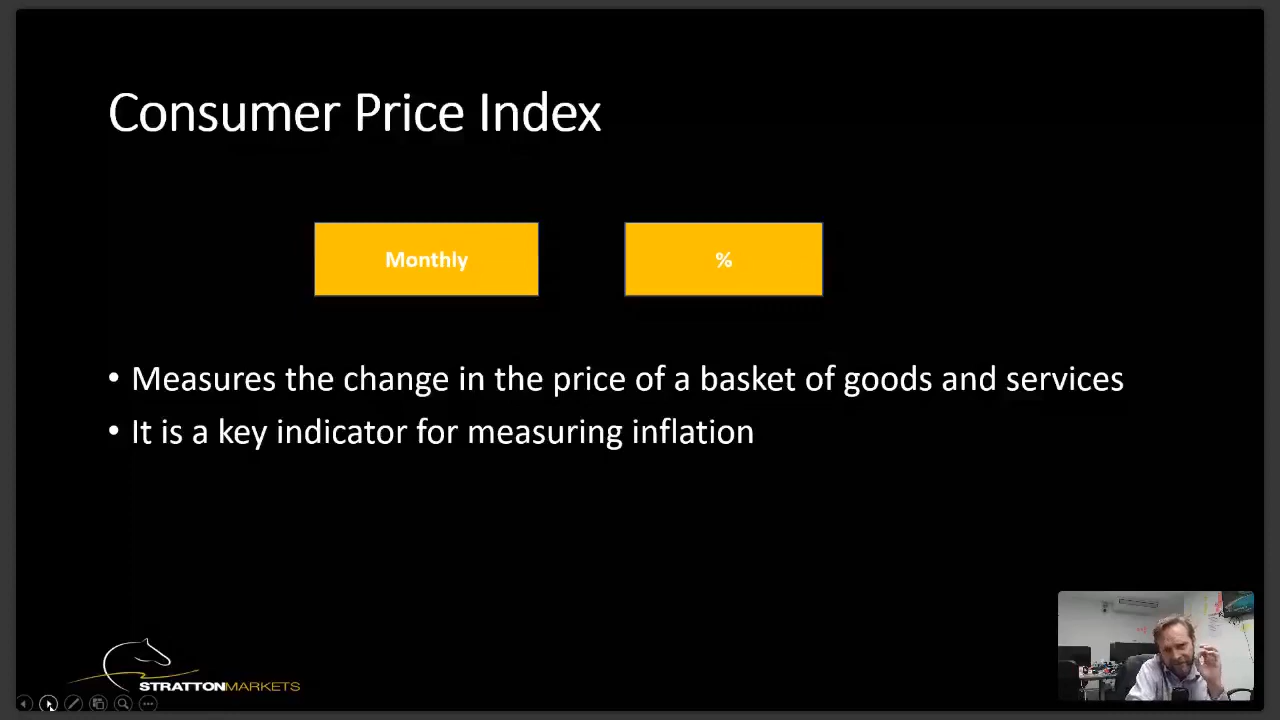 Consumer Price Index
Monthly
%
• Measures the change in the price of a basket of goods and services
• It is a key indicator for measuring inflation
STRATTONMARKETS